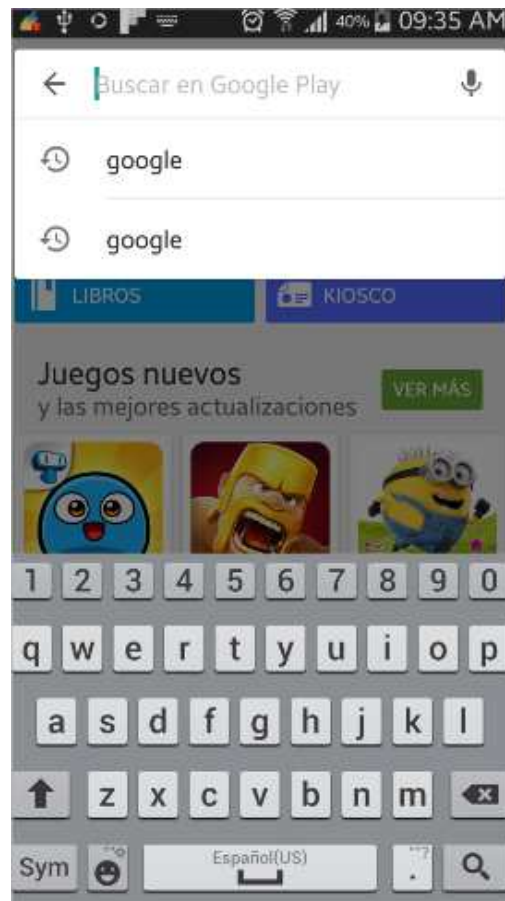 40% 09:35 AM
Buscar en Google Play
google
google
LIBROS KIOSCO
Juegos nuevos
y las mejores actualizaciones
VER MÁS
1 2 3 4 5 6 7 8 9 0
q w e r t y u i o p
a s d f g h j k l
z x c v b n m
Sym Español(US) . ?